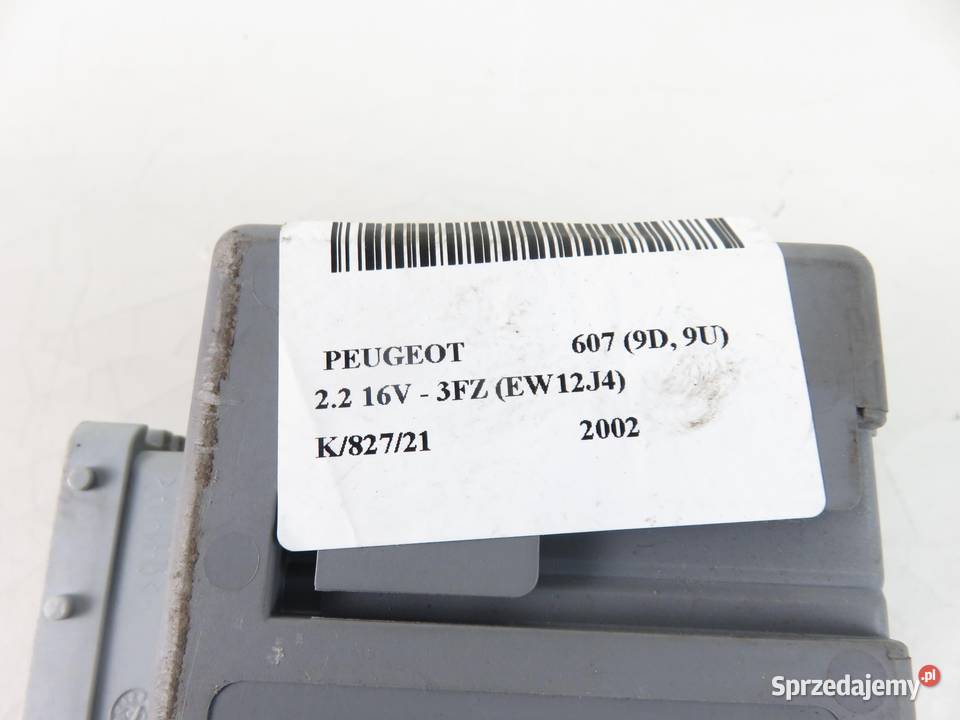 PEUGEOT 607 (9D, 9U)
2.2 16V - 3FZ (EW12J4)
K/827/21 2002
Sprzedajemy.pl